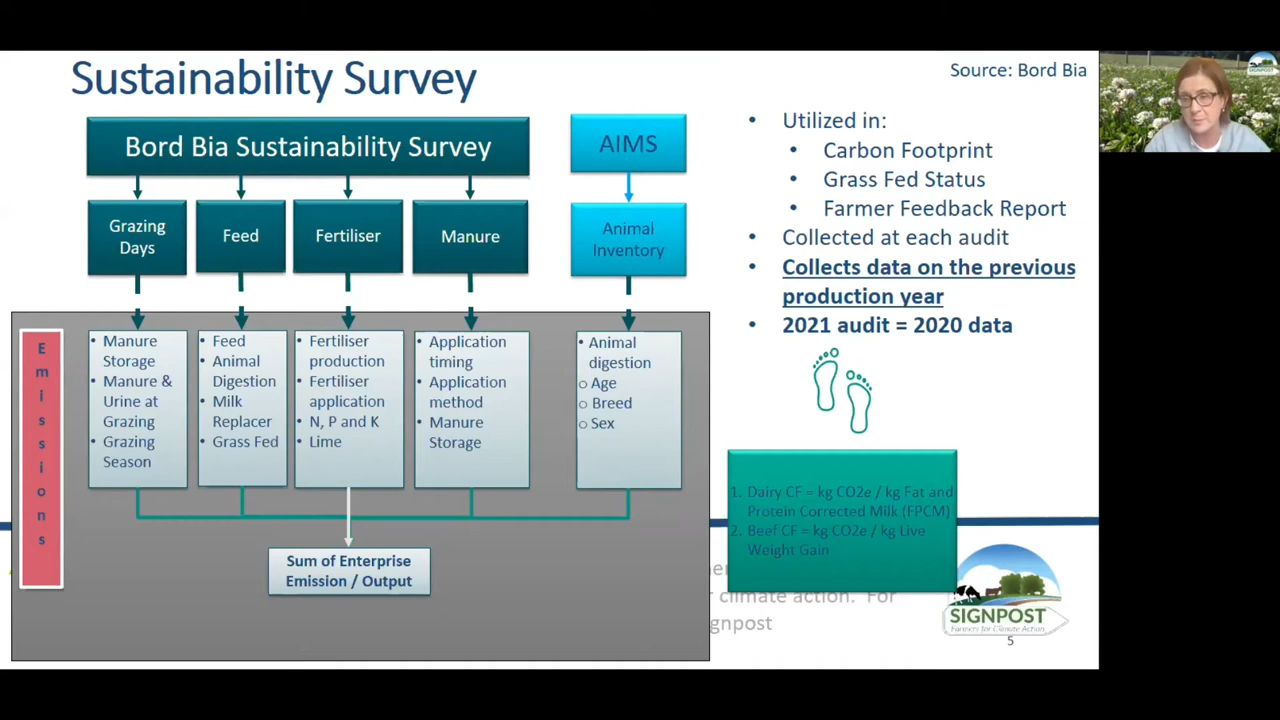 Sustainability Survey
Source: Bord Bia
SIGNPOST
Bord Bia Sustainability Survey
AIMS
Grazing
Days
Feed
Fertiliser
Manure
Animal
Inventory
• Utilized in:
• Carbon Footprint
• Grass Fed Status
• Farmer Feedback Report
• Collected at each audit
• Collects data on the previous
production year
• 2021 audit = 2020 data
Emissions
• Manure
Storage
• Manure &
Urine at
Grazing
• Grazing
Season
• Feed
• Animal
Digestion
• Milk
Replacer
• Grass Fed
• Fertiliser
production
• Fertiliser
application
• N, P and K
• Lime
• Application
timing
• Application
method
• Manure
Storage
• Animal
digestion
o Age
o Breed
o Sex
Sum of Enterprise
Emission / Output
1. Dairy CF = kg CO2e / kg Fat and
Protein Corrected Milk (FPCM)
2. Beef CF = kg CO2e / kg Live
Weight Gain
climate action. For
SIGNPOST
Farmers for Climate Action
5